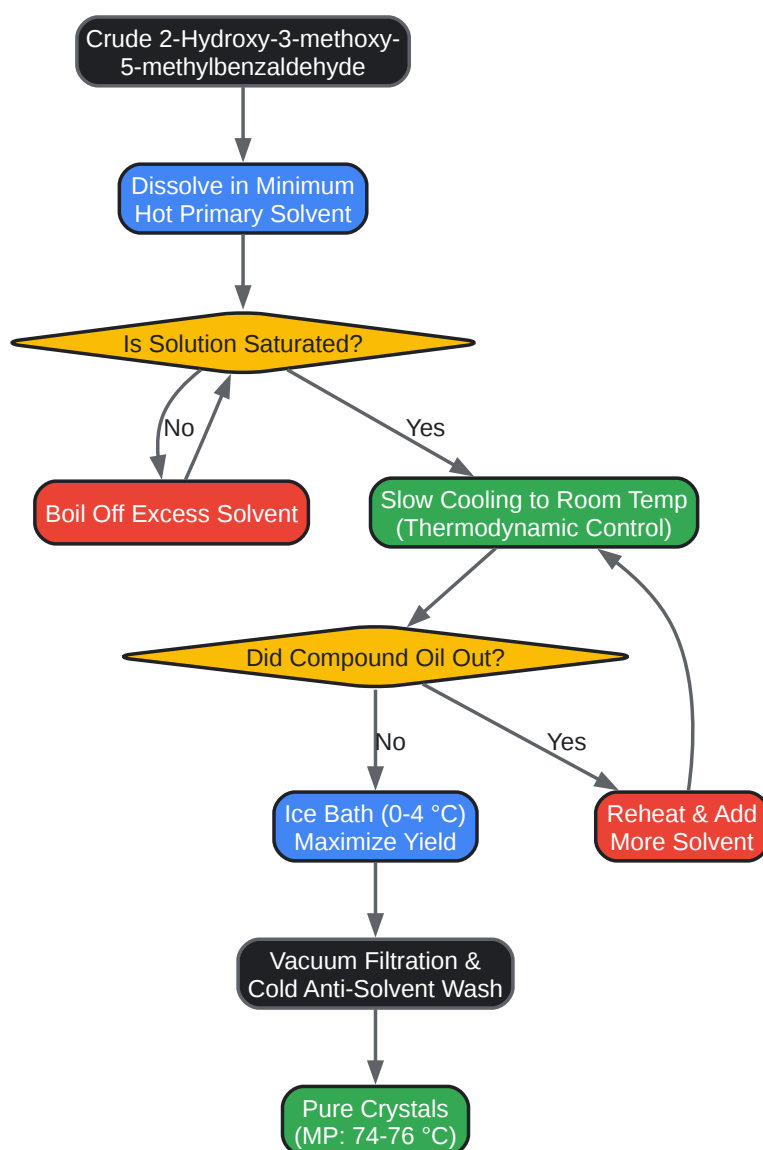 Crude 2-Hydroxy-3-methoxy-
5-methylbenzaldehyde
Dissolve in Minimum
Hot Primary Solvent
Is Solution Saturated?
No
Yes
Boil Off Excess Solvent
Slow Cooling to Room Temp
(Thermodynamic Control)
Did Compound Oil Out?
No
Yes
Ice Bath (0-4 °C)
Maximize Yield
Reheat & Add
More Solvent
Vacuum Filtration &
Cold Anti-Solvent Wash
Pure Crystals
(MP: 74-76 °C)